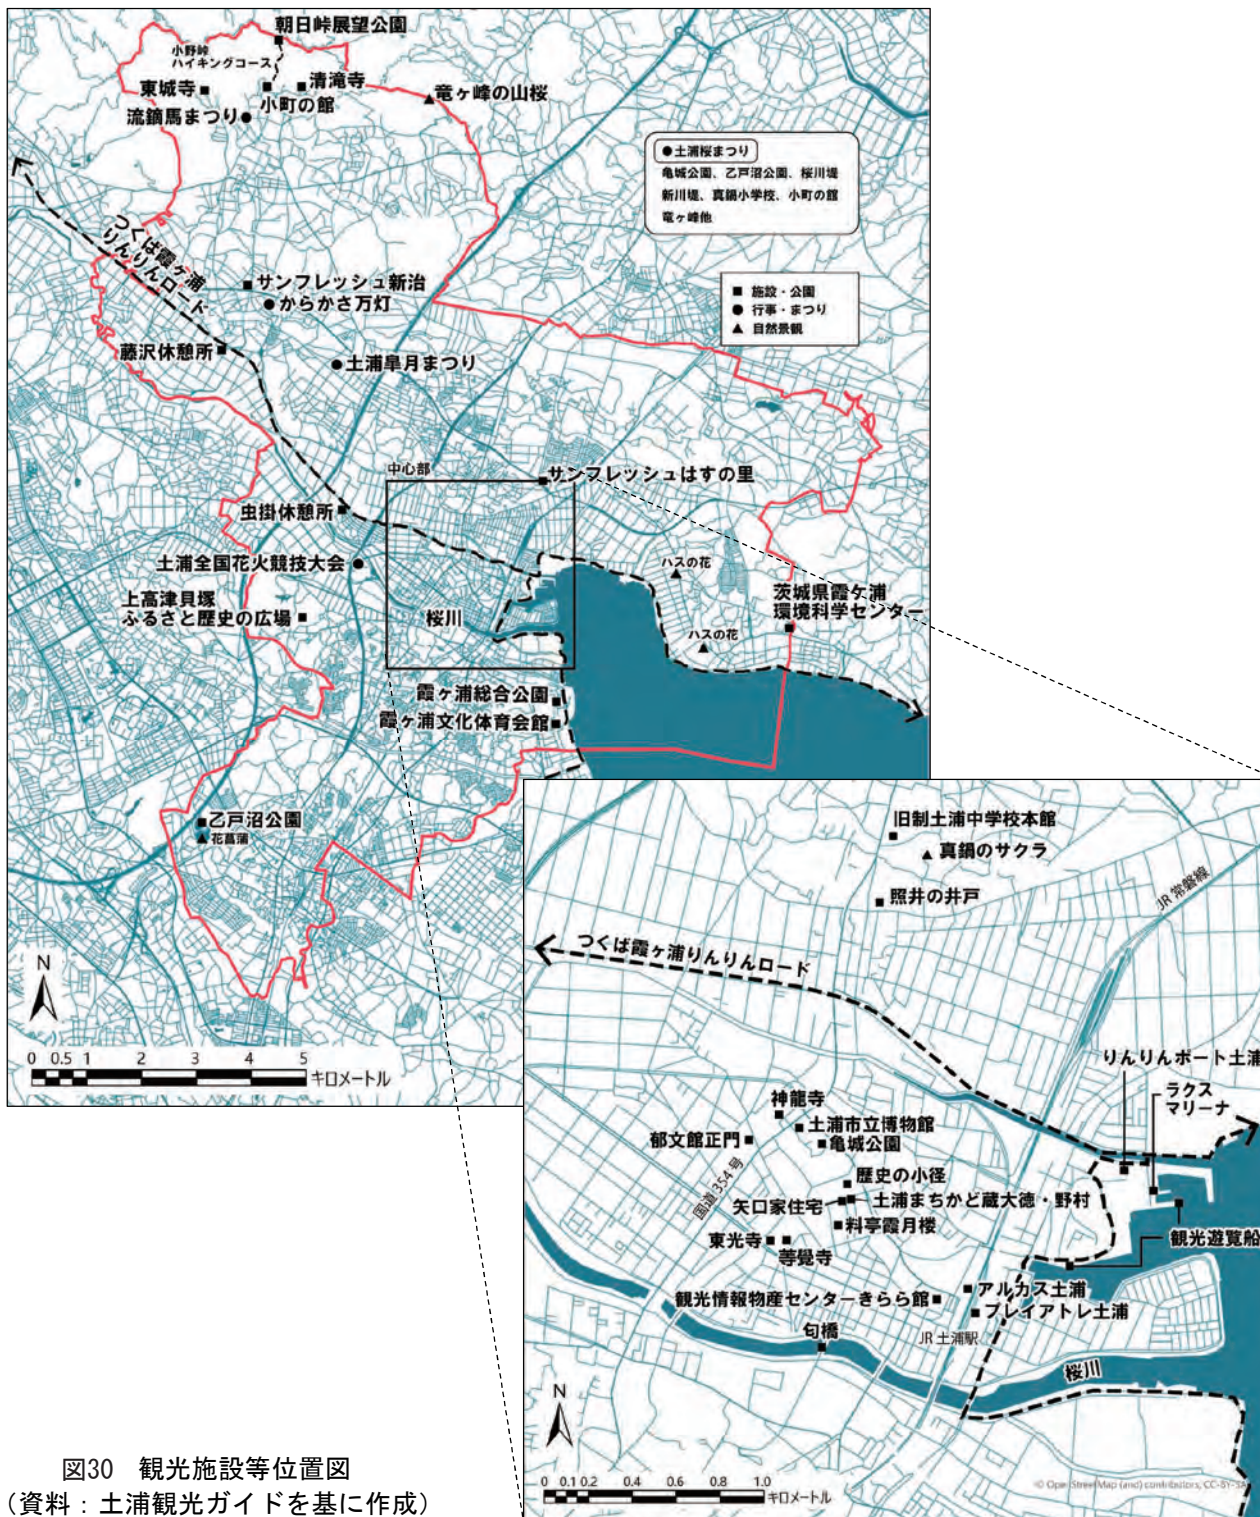 朝日峠展望公園
小野峠
ハイキングコース
東城寺
清滝寺
小町の館
竜ヶ峰の山桜
流鏑馬まつり
●土浦桜まつり
亀城公園、乙戸沼公園、桜川堤
新川堤、真鍋小学校、小町の館
竜ヶ峰他
つくば霞ヶ浦
りんりんロード
サンフレッシュ新治
からかさ万灯
■ 施設・公園
● 行事・まつり
▲ 自然景観
藤沢休憩所
土浦皐月まつり
中心部
サンフレッシュはすの里
虫掛休憩所
土浦全国花火競技大会
ハスの花
茨城県霞ケ浦
環境科学センター
上高津貝塚
ふるさと歴史の広場
桜川
ハスの花
霞ヶ浦総合公園
霞ヶ浦文化体育会館
乙戸沼公園
花菖蒲
N
0 0.5 1 2 3 4 5
キロメートル
旧制土浦中学校本館
真鍋のサクラ
照井の井戸
JR 常磐線
つくば霞ヶ浦りんりんロード
りんりんポート土浦
ラクス
マリーナ
神龍寺
土浦市立博物館
郁文館正門
亀城公園
国道 354 号
歴史の小径
矢口家住宅
土浦まちかど蔵大徳・野村
料亭霞月楼
東光寺
等覺寺
観光遊覧船
アルカス土浦
観光情報物産センターきらら館
プレイアトレ土浦
匂橋
JR 土浦駅
桜川
N
0 0.1 0.2 0.4 0.6 0.8 1.0
キロメートル
© OpenStreetMap (and) contributors, CC-BY-SA
図30 観光施設等位置図
（資料：土浦観光ガイドを基に作成）